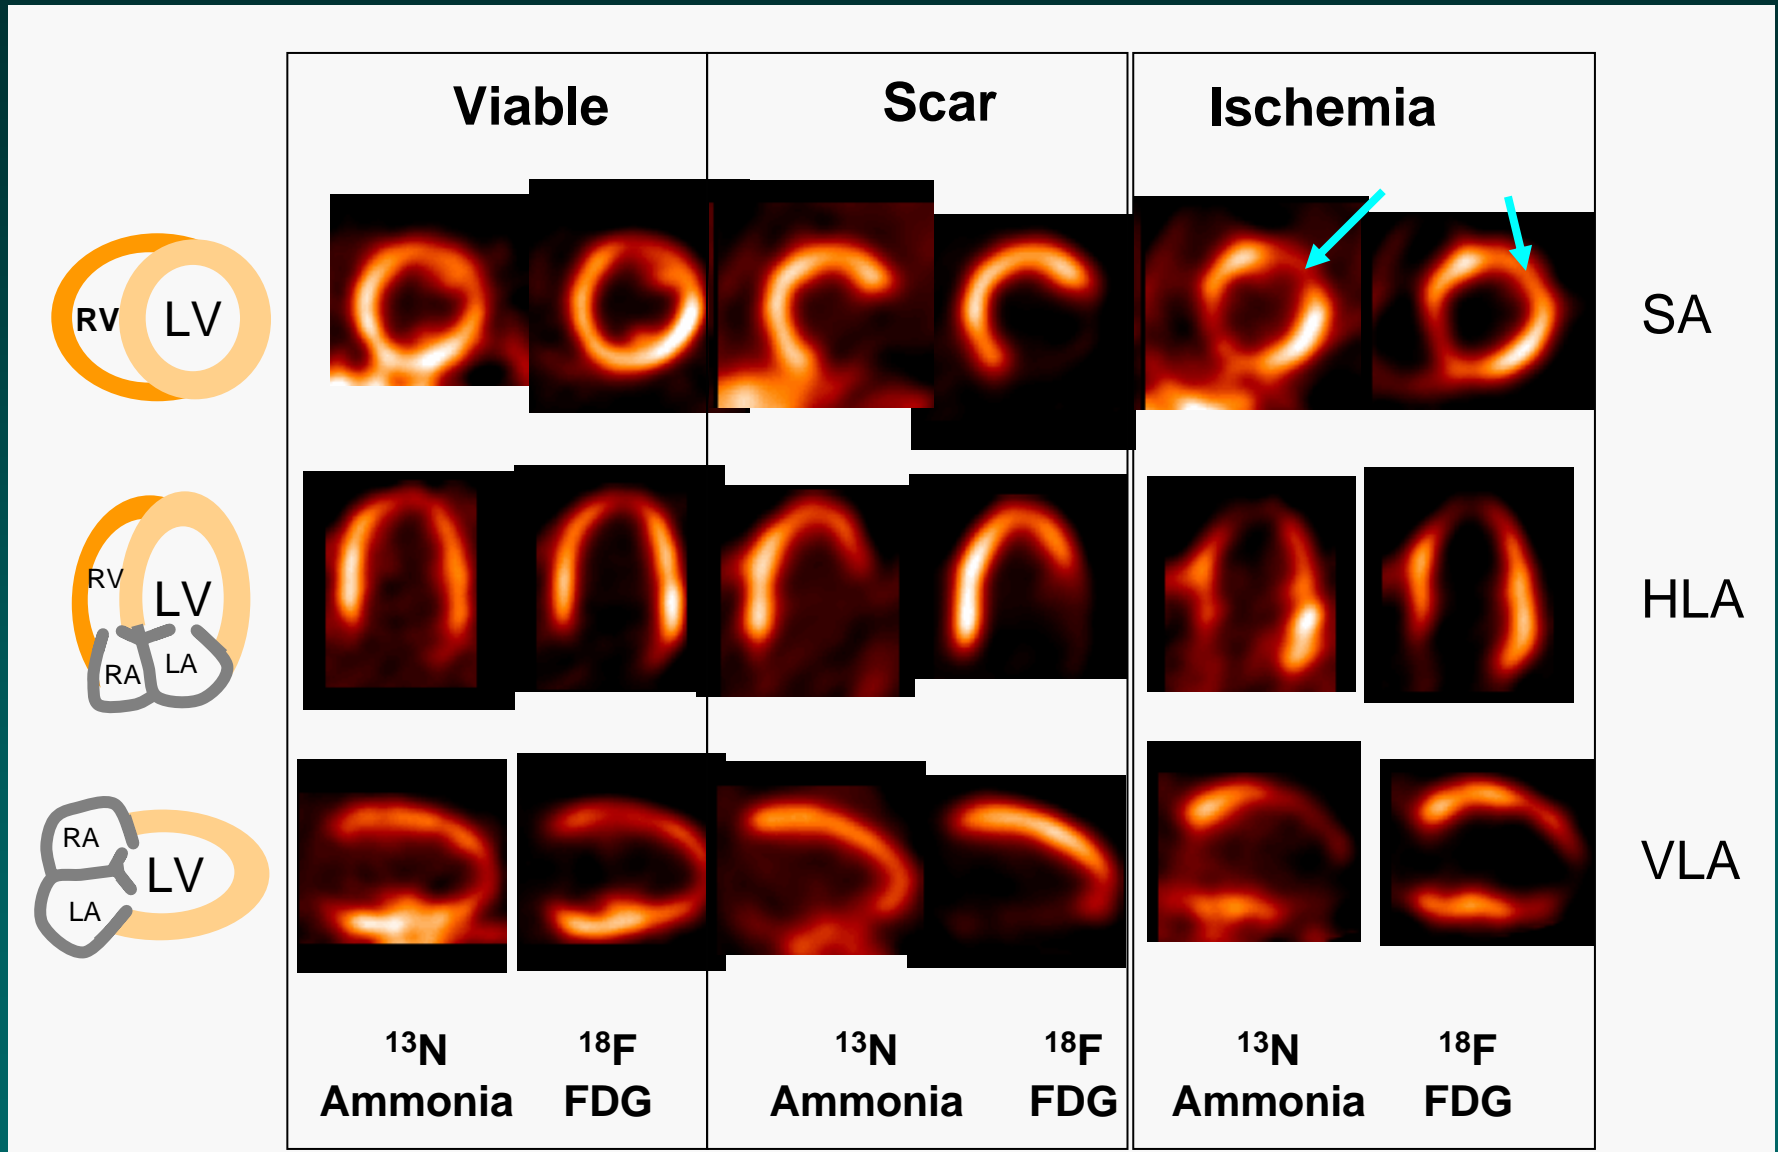 Viable
Scar
Ischemia
RV LV
SA
RV
LV
RA LA
HLA
RA
LV
LA
VLA
¹³N ¹⁸F
Ammonia FDG
¹³N ¹⁸F
Ammonia FDG
¹³N ¹⁸F
Ammonia FDG